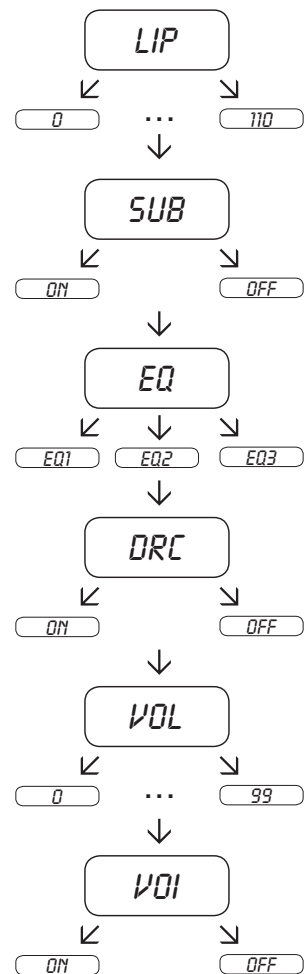 LIP
0 ... 110
SUB
ON OFF
EQ
EQ1 EQ2 EQ3
DRC
ON OFF
VOL
0 ... 99
VOI
ON OFF